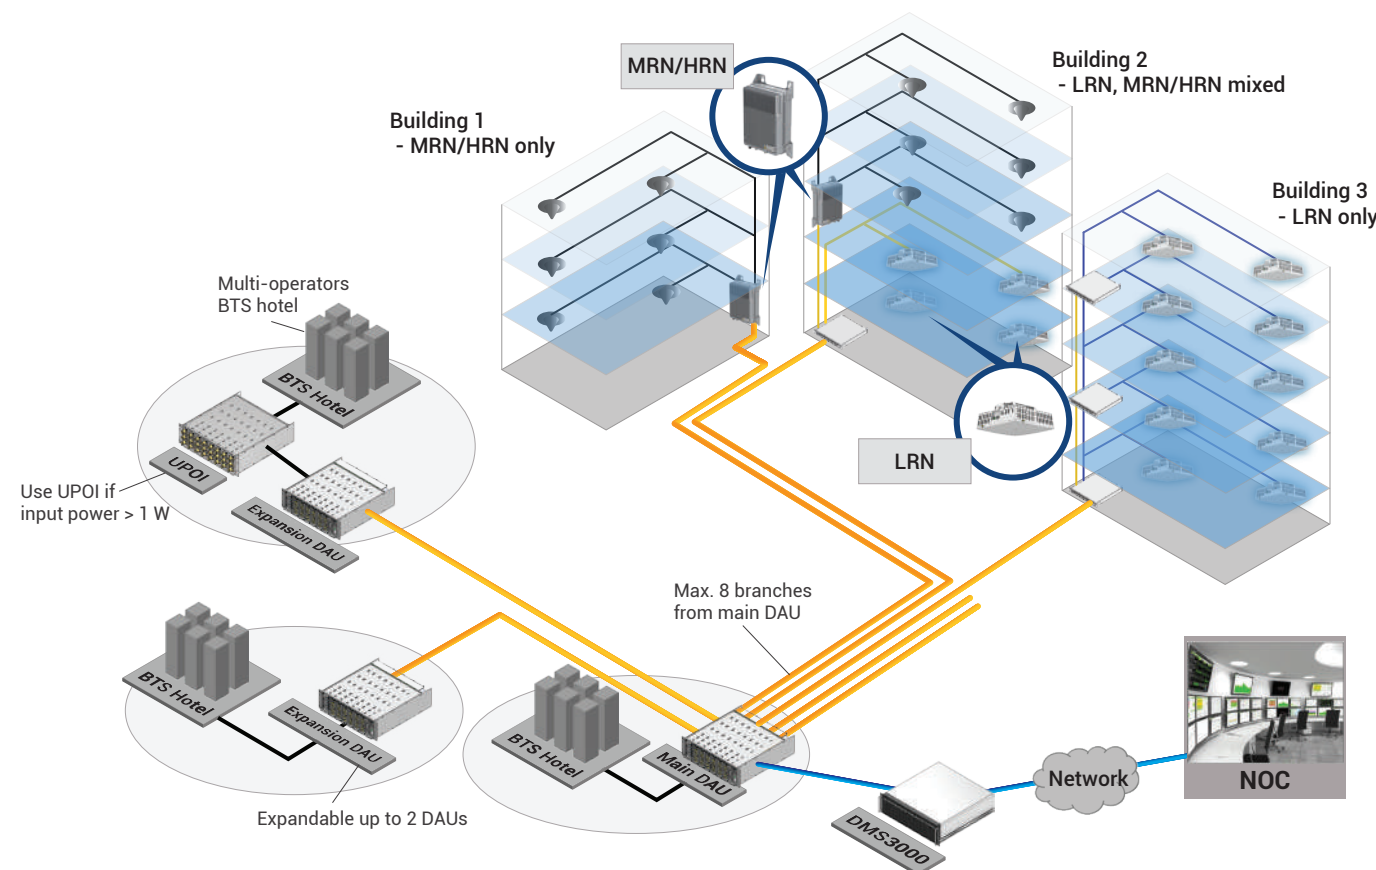 MRN/HRN
Building 2
- LRN, MRN/HRN mixed
Building 1
- MRN/HRN only
Building 3
- LRN only
Multi-operators
BTS hotel
BTS Hotel
UPOI
LRN
Use UPOI if
input power > 1 W
Expansion DAU
Max. 8 branches
from main DAU
BTS Hotel
Expansion DAU
BTS Hotel
Main DAU
Network
NOC
Expandable up to 2 DAUs
DMS3000